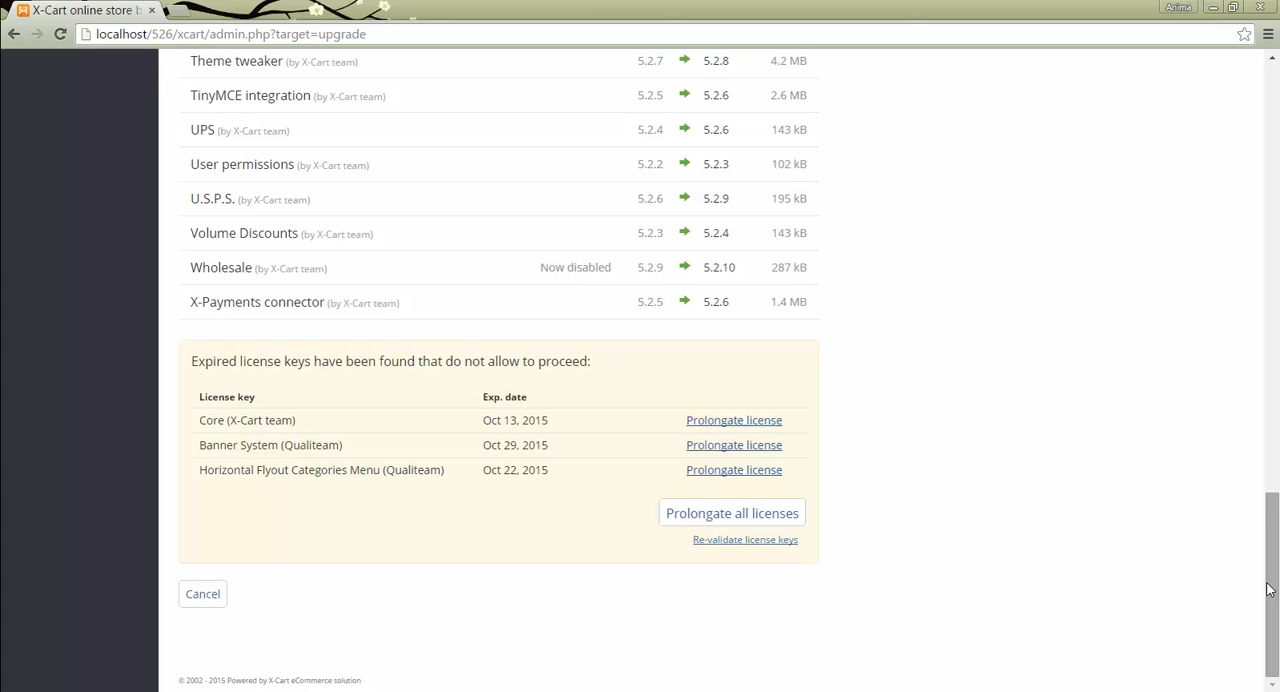 X-Cart online store b
Anima
localhost/526/xcart/admin.php?target=upgrade
Theme tweaker (by X-Cart team) 5.2.7 5.2.8 4.2 MB
TinyMCE integration (by X-Cart team) 5.2.5 5.2.6 2.6 MB
UPS (by X-Cart team) 5.2.4 5.2.6 143 kB
User permissions (by X-Cart team) 5.2.2 5.2.3 102 kB
U.S.P.S. (by X-Cart team) 5.2.6 5.2.9 195 kB
Volume Discounts (by X-Cart team) 5.2.3 5.2.4 143 kB
Wholesale (by X-Cart team) Now disabled 5.2.9 5.2.10 287 kB
X-Payments connector (by X-Cart team) 5.2.5 5.2.6 1.4 MB
Expired license keys have been found that do not allow to proceed:
License key Exp. date
Core (X-Cart team) Oct 13, 2015 Prolongate license
Banner System (Qualiteam) Oct 29, 2015 Prolongate license
Horizontal Flyout Categories Menu (Qualiteam) Oct 22, 2015 Prolongate license
Prolongate all licenses
Re-validate license keys
Cancel
© 2002 - 2015 Powered by X-Cart eCommerce solution